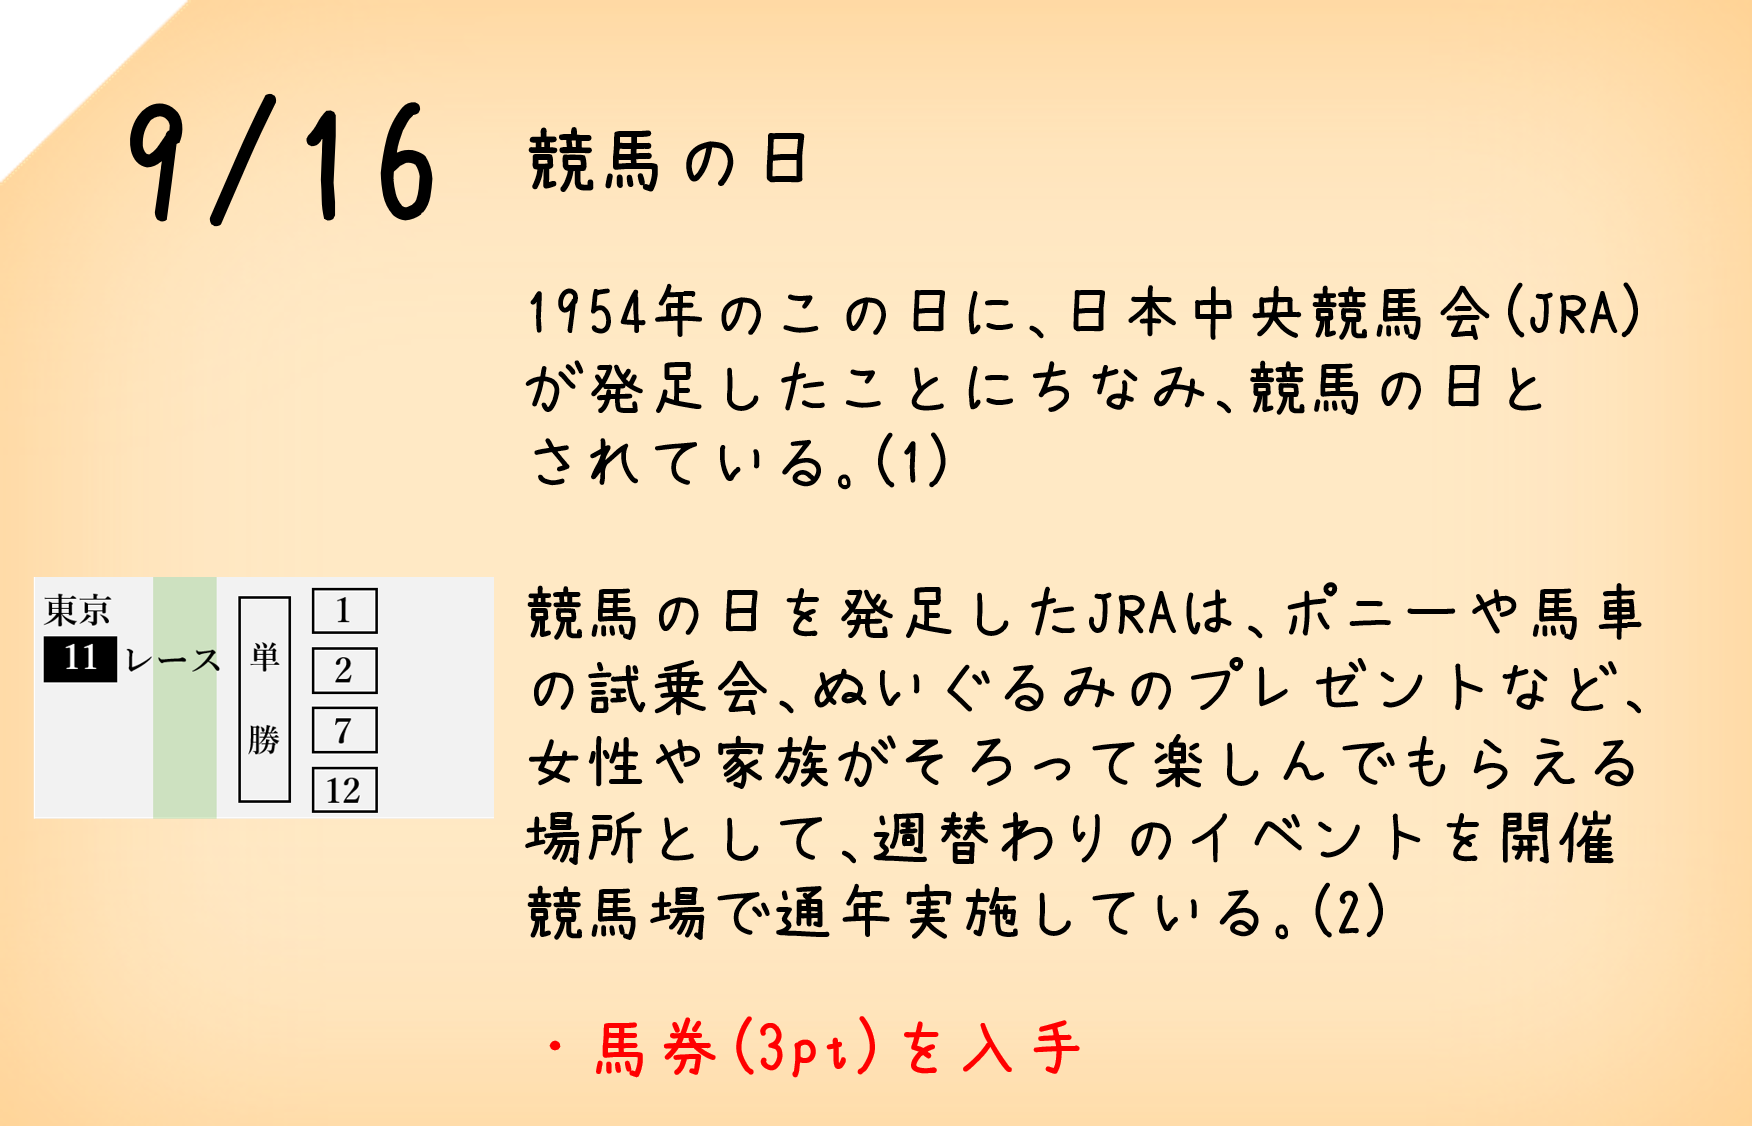 9/16
競馬の日
1954年のこの日に、日本中央競馬会(JRA)
が発足したことにちなみ、競馬の日と
されている。(1)
東京
11レース
単勝
1
2
7
12
競馬の日を発足したJRAは、ポニーや馬車
の試乗会、ぬいぐるみのプレゼントなど、
女性や家族がそろって楽しんでもらえる
場所として、週替わりのイベントを開催
競馬場で通年実施している。(2)
・馬券(3pt)を入手